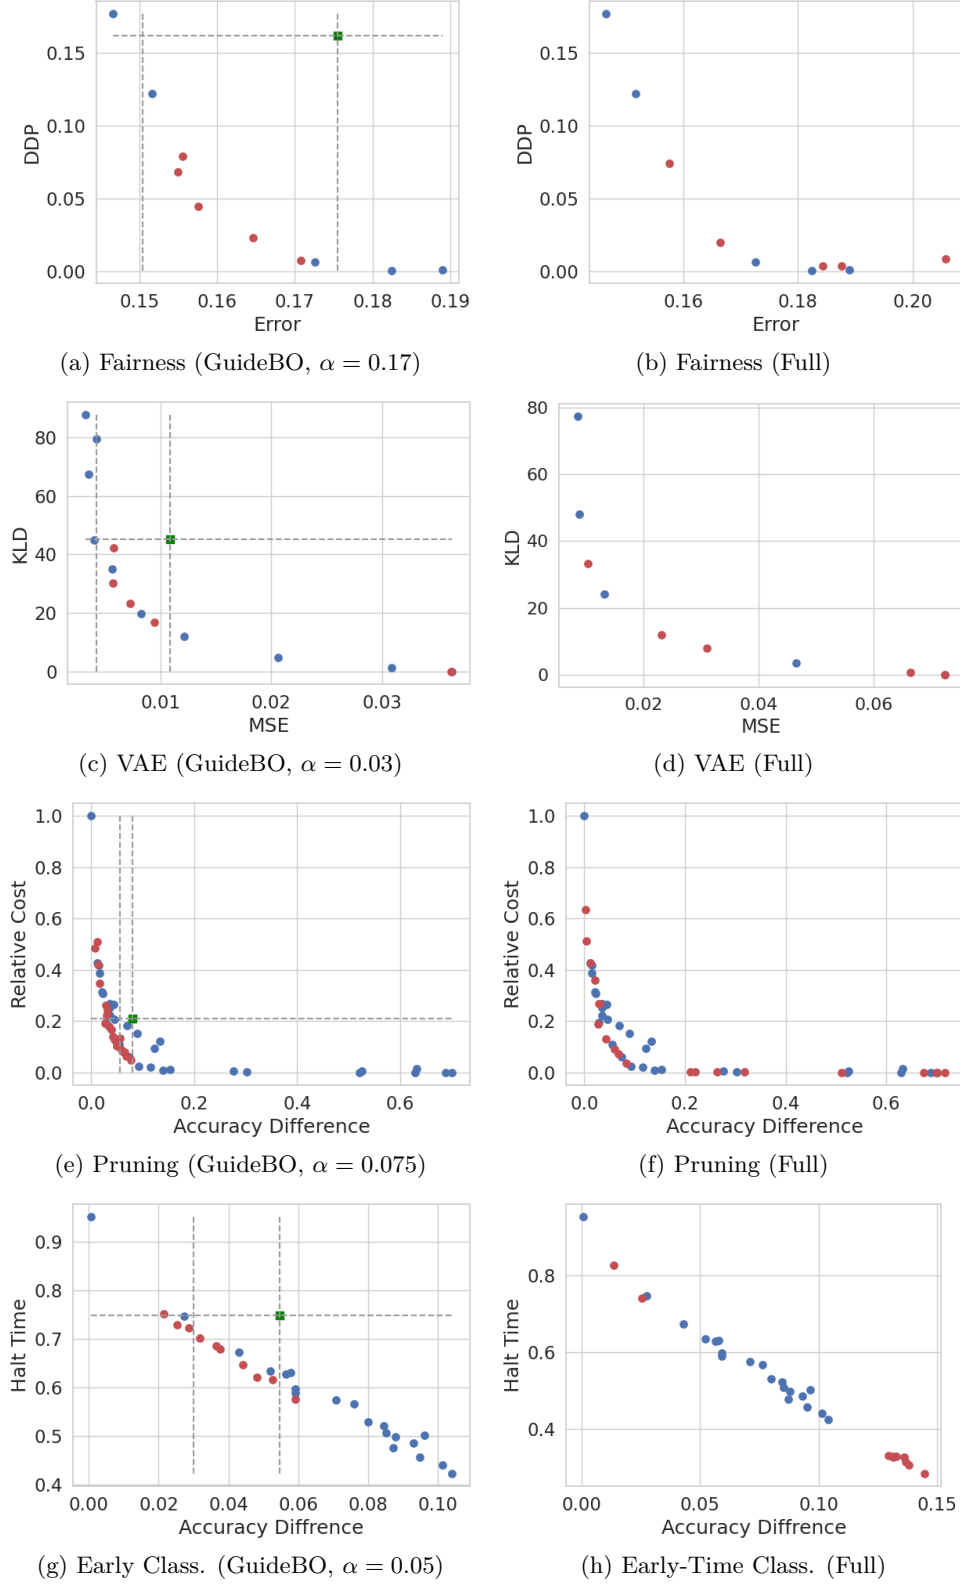 0.15
0.10
0.05
0.00
DDP
0.15 0.16 0.17 0.18 0.19
Error
(a) Fairness (GuideBO, α = 0.17)
0.15
0.10
0.05
0.00
DDP
0.16 0.18 0.20
Error
(b) Fairness (Full)
80
60
40
20
0
KLD
0.01 0.02 0.03
MSE
(c) VAE (GuideBO, α = 0.03)
80
60
40
20
0
KLD
0.02 0.04 0.06
MSE
(d) VAE (Full)
1.0
0.8
0.6
0.4
0.2
0.0
Relative Cost
0.0 0.2 0.4 0.6
Accuracy Difference
(e) Pruning (GuideBO, α = 0.075)
1.0
0.8
0.6
0.4
0.2
0.0
Relative Cost
0.0 0.2 0.4 0.6
Accuracy Difference
(f) Pruning (Full)
0.9
0.8
0.7
0.6
0.5
0.4
Halt Time
0.00 0.02 0.04 0.06 0.08 0.10
Accuracy Diffrence
(g) Early Class. (GuideBO, α = 0.05)
0.8
0.6
0.4
Halt Time
0.00 0.05 0.10 0.15
Accuracy Diffrence
(h) Early-Time Class. (Full)